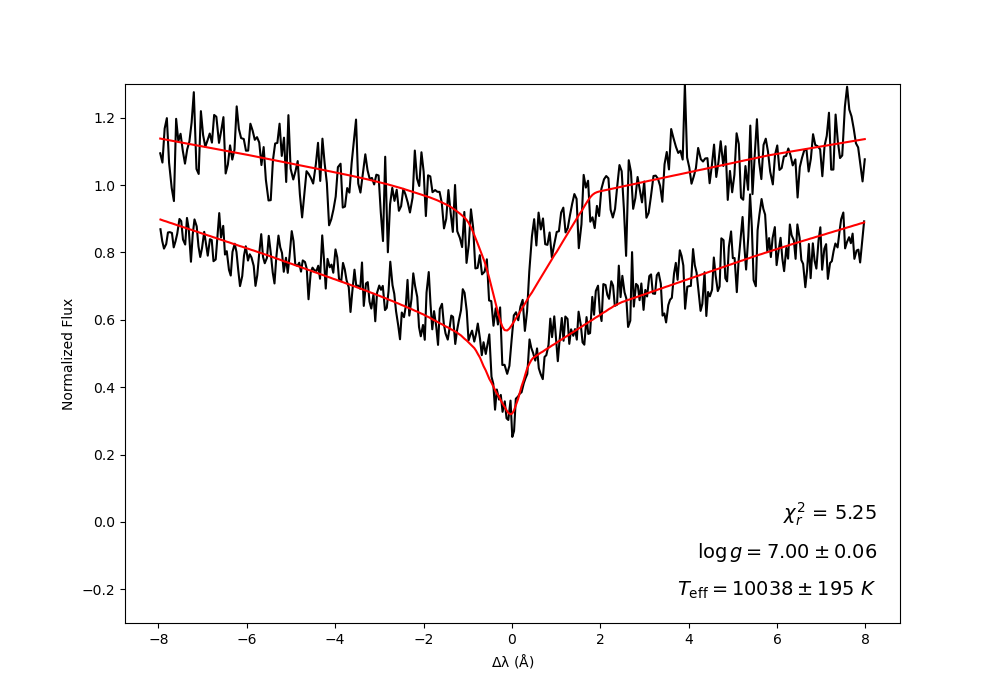 Normalized Flux
1.2
1.0
0.8
0.6
0.4
0.2
0.0
−0.2
−8 −6 −4 −2 0 2 4 6 8
Δλ (Å)
χ²ᵣ = 5.25
log g = 7.00 ± 0.06
T_eff = 10038 ± 195 K